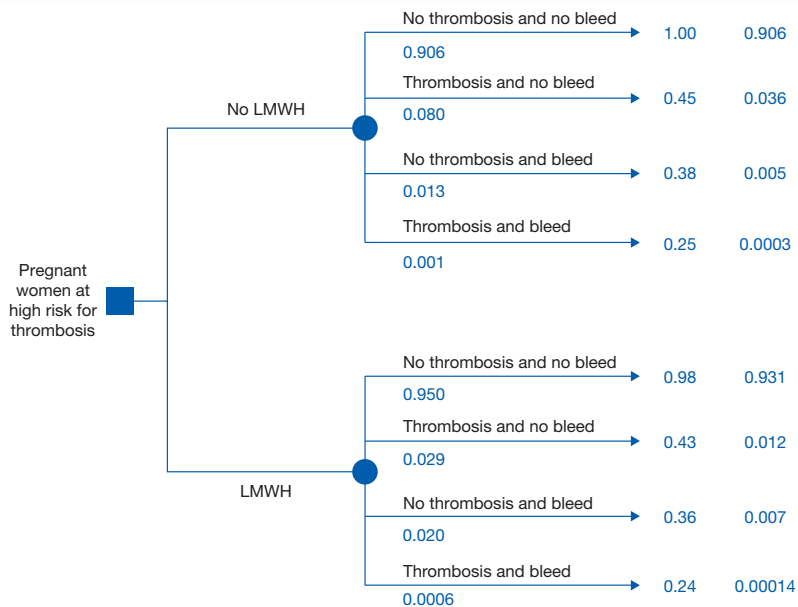 No thrombosis and no bleed
0.906
1.00 0.906
Thrombosis and no bleed
0.080
0.45 0.036
No LMWH
No thrombosis and bleed
0.013
0.38 0.005
Thrombosis and bleed
0.001
0.25 0.0003
Pregnant
women at
high risk for
thrombosis
No thrombosis and no bleed
0.950
0.98 0.931
Thrombosis and no bleed
0.029
0.43 0.012
LMWH
No thrombosis and bleed
0.020
0.36 0.007
Thrombosis and bleed
0.0006
0.24 0.00014